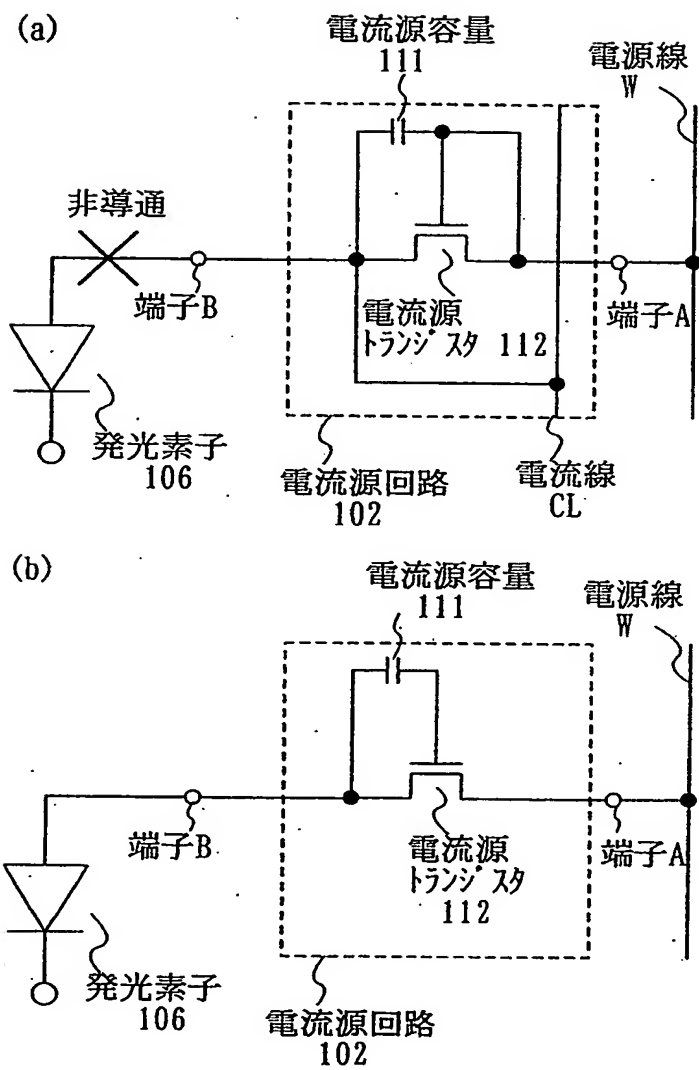 (a)
電流源容量
111
電源線
W
非導通
端子B
電流源
トランジスタ 112
端子A
発光素子
106
電流源回路
102
電流線
CL
(b)
電流源容量
111
電源線
W
端子B
電流源
トランジスタ
112
端子A
発光素子
106
電流源回路
102